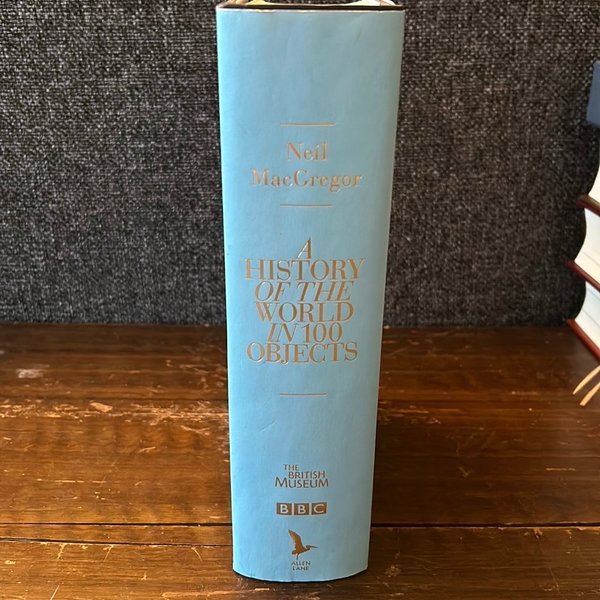 Neil
MacGregor
A
HISTORY
OF THE
WORLD
IN 100
OBJECTS
THE
BRITISH
MUSEUM
BBC
ALLEN
LANE